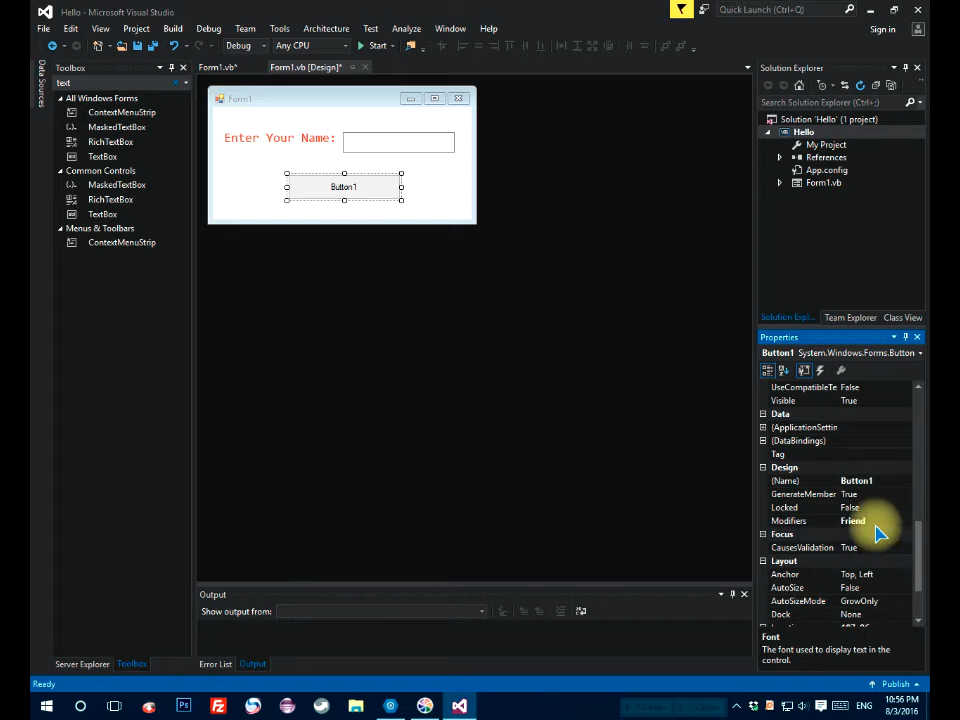 Hello - Microsoft Visual Studio
Quick Launch (Ctrl+Q)
File Edit View Project Build Debug Team Tools Architecture Test Analyze Window Help
Sign in
Debug Any CPU Start
Data Sources
Toolbox
text
All Windows Forms
ContextMenuStrip
MaskedTextBox
RichTextBox
TextBox
Common Controls
MaskedTextBox
RichTextBox
TextBox
Menus & Toolbars
ContextMenuStrip
Server Explorer Toolbox
Form1.vb* Form1.vb [Design]*
Form1
Enter Your Name:
Button1
Output
Show output from:
Error List Output
Solution Explorer
Search Solution Explorer (Ctrl+;)
Solution 'Hello' (1 project)
Hello
My Project
References
App.config
Form1.vb
Solution Expl... Team Explorer Class View
Properties
Button1 System.Windows.Forms.Button
UseCompatibleTe False
Visible True
Data
(ApplicationSettin
(DataBindings)
Tag
Design
(Name) Button1
GenerateMember True
Locked False
Modifiers Friend
Focus
CausesValidation True
Layout
Anchor Top, Left
AutoSize False
AutoSizeMode GrowOnly
Dock None
Font
The font used to display text in the
control.
Ready
Publish
ENG
10:56 PM
8/3/2016